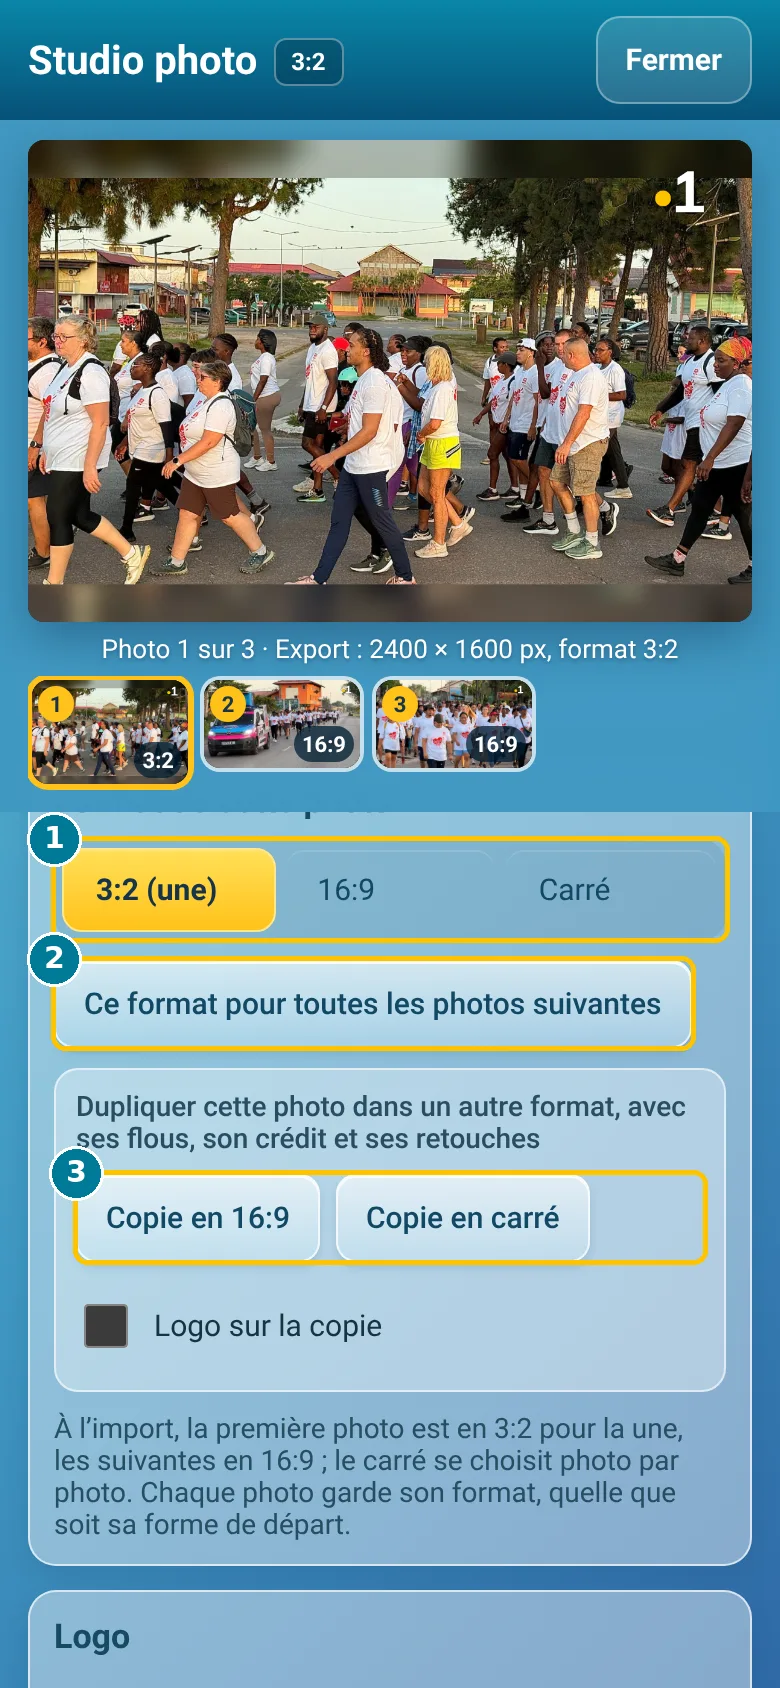 Studio photo
3:2
Fermer
1
Photo 1 sur 3 · Export : 2400 × 1600 px, format 3:2
1
3:2
2
16:9
3
16:9
1
3:2 (une)
16:9
Carré
2
Ce format pour toutes les photos suivantes
Dupliquer cette photo dans un autre format, avec
ses flous, son crédit et ses retouches
3
Copie en 16:9
Copie en carré
Logo sur la copie
À l’import, la première photo est en 3:2 pour la une,
les suivantes en 16:9 ; le carré se choisit photo par
photo. Chaque photo garde son format, quelle que
soit sa forme de départ.
Logo